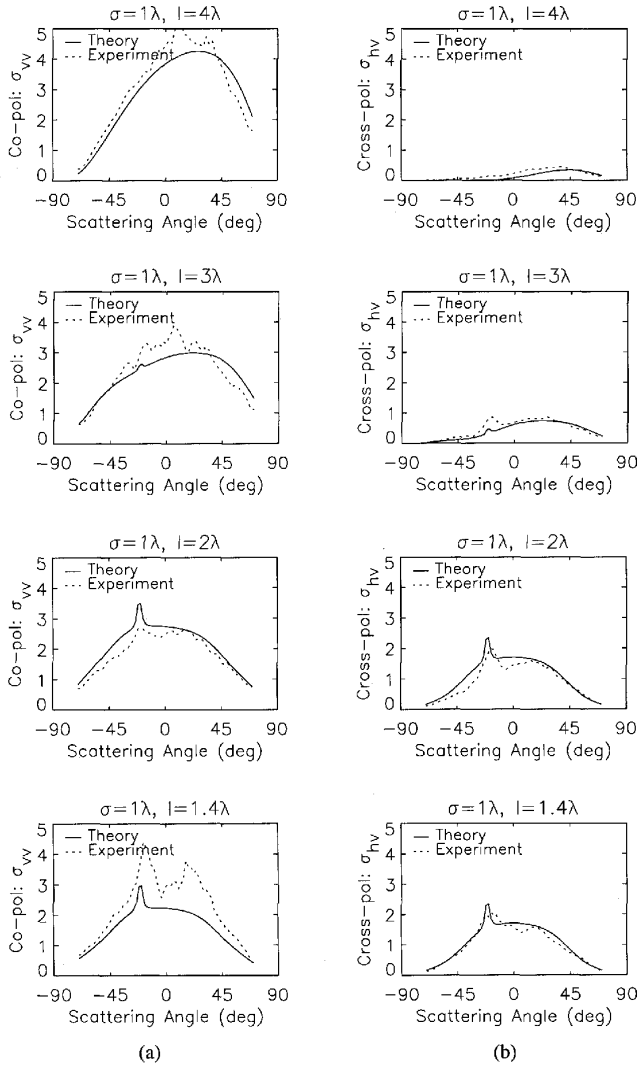 σ=1λ, l=4λ
Co-pol: σvv
5
4
3
2
1
0
Theory
Experiment
-90 -45 0 45 90
Scattering Angle (deg)
σ=1λ, l=4λ
Cross-pol: σhv
5
4
3
2
1
0
Theory
Experiment
-90 -45 0 45 90
Scattering Angle (deg)
σ=1λ, l=3λ
Co-pol: σvv
5
4
3
2
1
0
Theory
Experiment
-90 -45 0 45 90
Scattering Angle (deg)
σ=1λ, l=3λ
Cross-pol: σhv
5
4
3
2
1
0
Theory
Experiment
-90 -45 0 45 90
Scattering Angle (deg)
σ=1λ, l=2λ
Co-pol: σvv
5
4
3
2
1
0
Theory
Experiment
-90 -45 0 45 90
Scattering Angle (deg)
σ=1λ, l=2λ
Cross-pol: σhv
5
4
3
2
1
0
Theory
Experiment
-90 -45 0 45 90
Scattering Angle (deg)
σ=1λ, l=1.4λ
Co-pol: σvv
5
4
3
2
1
0
Theory
Experiment
-90 -45 0 45 90
Scattering Angle (deg)
σ=1λ, l=1.4λ
Cross-pol: σhv
5
4
3
2
1
0
Theory
Experiment
-90 -45 0 45 90
Scattering Angle (deg)
(a)
(b)